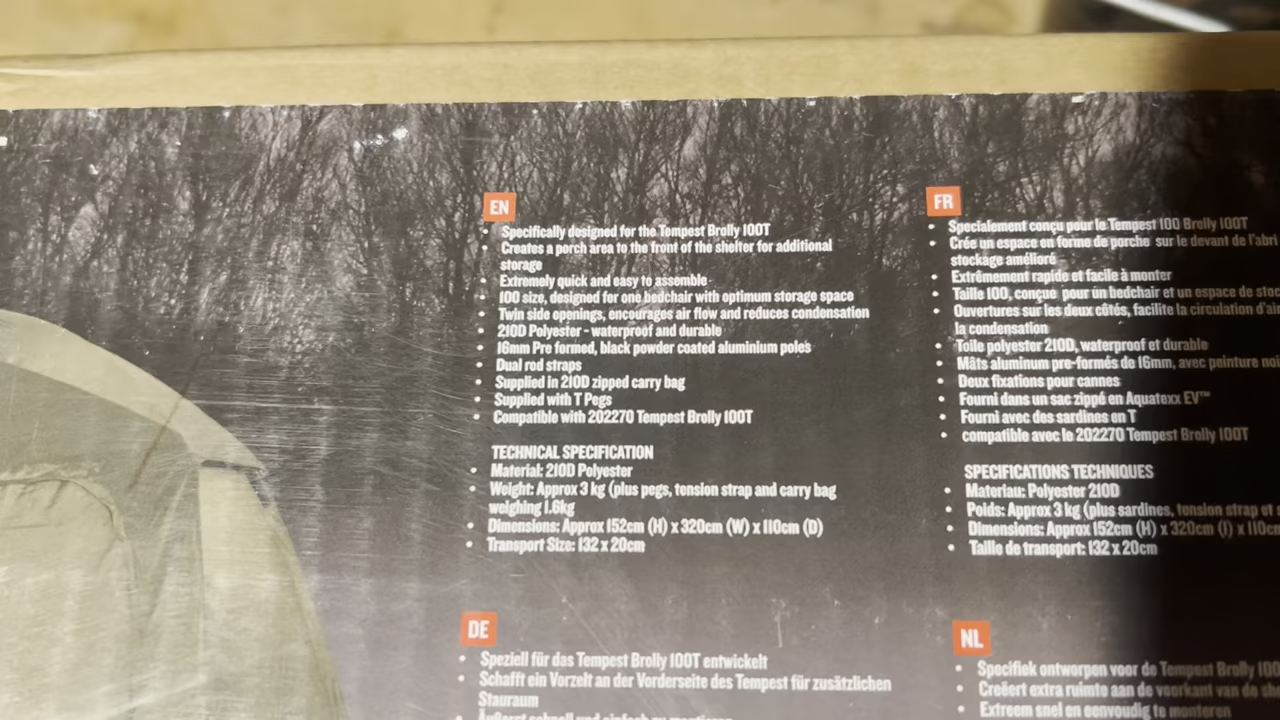 EN
Specifically designed for the Tempest Brolly 100T
Creates a porch area to the front of the shelter for additional
storage
Extremely quick and easy to assemble
100 size, designed for one bedchair with optimum storage space
Twin side openings, encourages air flow and reduces condensation
210D Polyester - waterproof and durable
16mm Pre formed, black powder coated aluminium poles
Dual rod straps
Supplied in 210D zipped carry bag
Supplied with T Pegs
Compatible with 202270 Tempest Brolly 100T
TECHNICAL SPECIFICATION
Material: 210D Polyester
Weight: Approx 3 kg (plus pegs, tension strap and carry bag
weighing 1.6kg
Dimensions: Approx 152cm (H) x 320cm (W) x 110cm (D)
Transport Size: 132 x 20cm
FR
Specialement conçu pour le Tempest 100 Brolly 100T
Crée un espace en forme de porche sur le devant de l'abri
stockage amélioré
Extrêmement rapide et facile à monter
Taille 100, conçue pour un bedchair et un espace de stoc
Ouvertures sur les deux côtés, facilite la circulation d'ai
la condensation
Toile polyester 210D, waterproof et durable
Mâts aluminum pre-formés de 16mm, avec peinture noi
Deux fixations pour cannes
Fourni dans un sac zippé en Aquatexx EV™
Fourni avec des sardines en T
compatible avec le 202270 Tempest Brolly 100T
SPECIFICATIONS TECHNIQUES
Materiau: Polyester 210D
Poids: Approx 3 kg (plus sardines, tension strap et s
Dimensions: Approx 152cm (H) x 320cm (l) x 110c
Taille de transport: 132 x 20cm
DE
Speziell für das Tempest Brolly 100T entwickelt
Schafft ein Vorzelt an der Vorderseite des Tempest für zusätzlichen
Stauraum
Äußerst schnell und einfach zu
NL
Specifiek ontworpen voor de Tempest Brolly 100
Creëert extra ruimte aan de voorkant van de sh
Extreem snel en eenvoudig te monteren